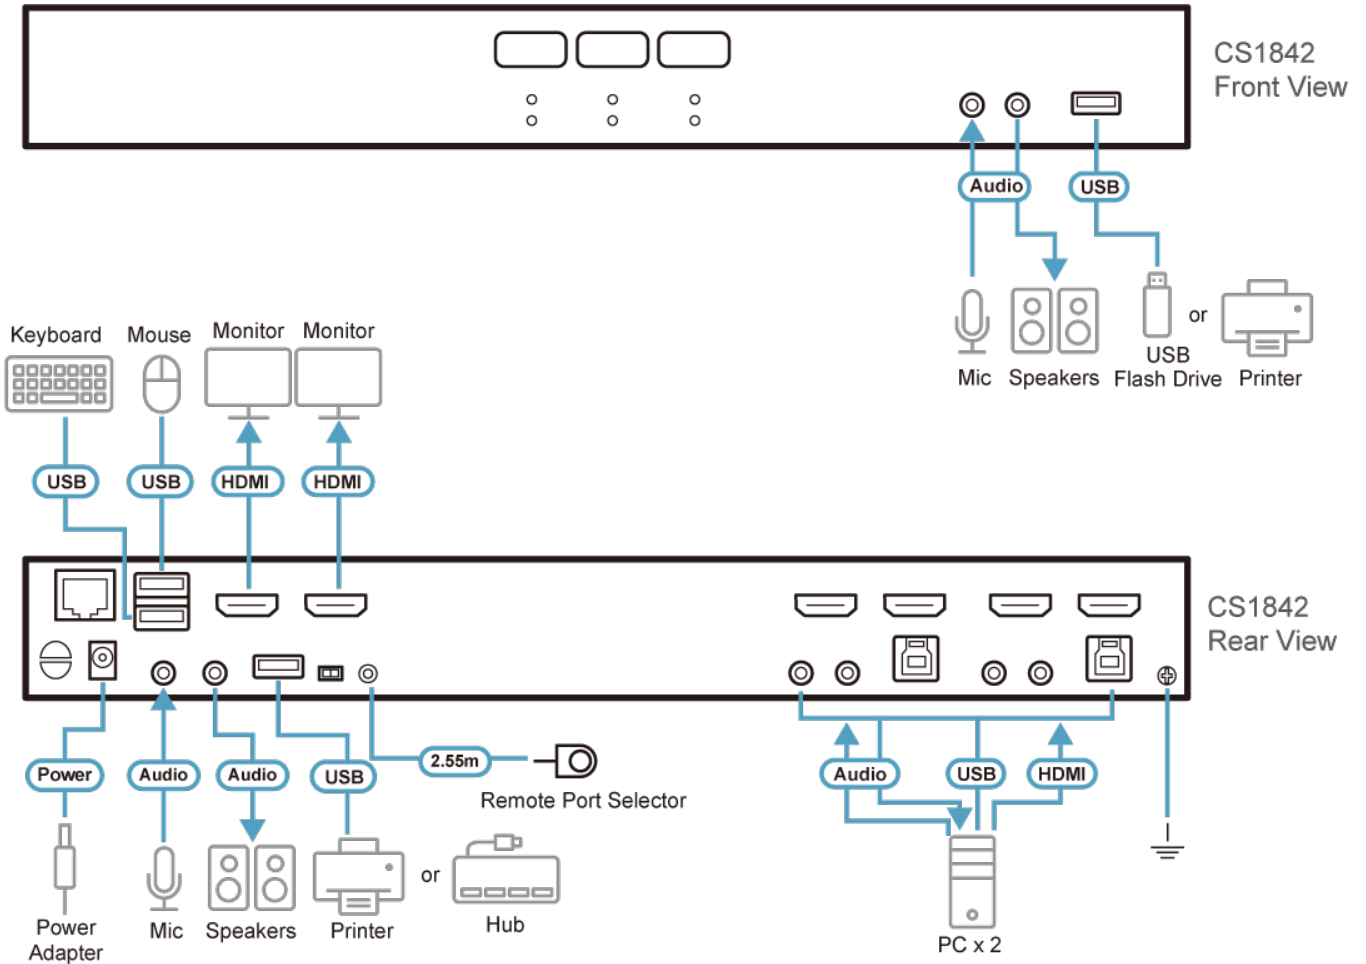 CS1842
Front View
Audio
USB
or
Mic
Speakers
USB
Flash Drive
Printer
Keyboard
Mouse
Monitor
Monitor
USB
USB
HDMI
HDMI
CS1842
Rear View
Power
Audio
Audio
USB
2.55m
Remote Port Selector
Audio
USB
HDMI
or
Power
Adapter
Mic
Speakers
Printer
Hub
PC x 2